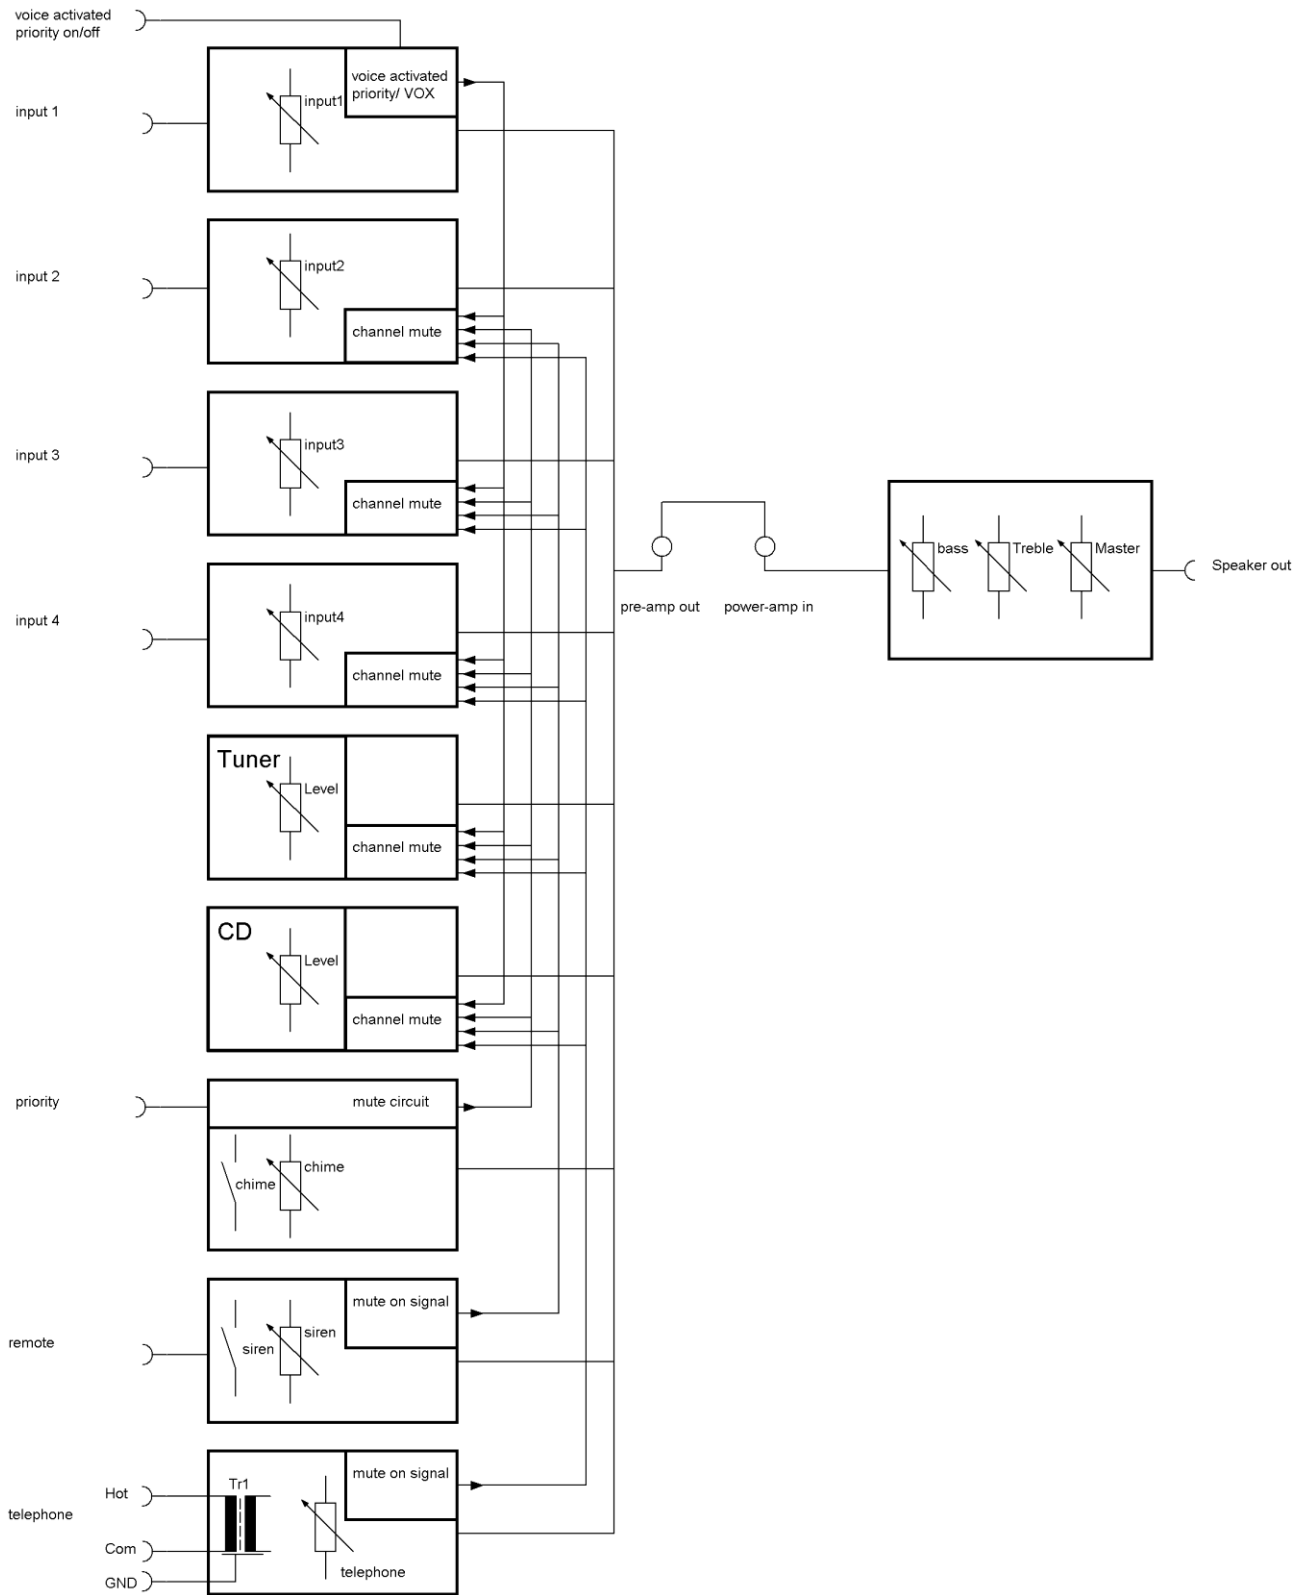 voice activated
priority on/off
voice activated
priority/ VOX
input1
input 1
input 2
input2
channel mute
input 3
input3
channel mute
input 4
input4
channel mute
bass
Treble
Master
Speaker out
pre-amp out
power-amp in
Tuner
Level
channel mute
CD
Level
channel mute
priority
mute circuit
chime
chime
remote
mute on signal
siren
siren
telephone
Hot
Com
GND
Tr1
mute on signal
telephone